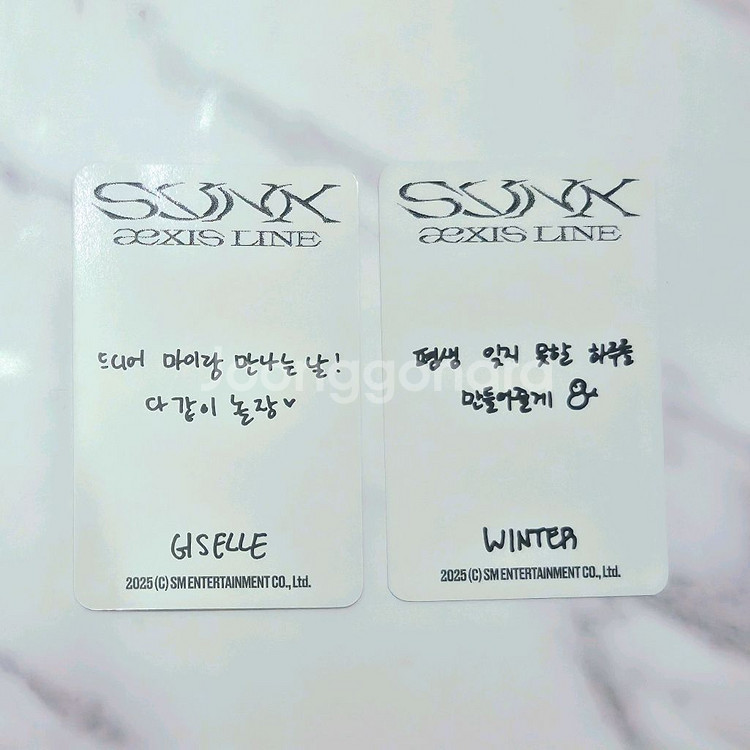 SYNK
æXIS LINE
드디어 마이랑 만나는 날!
다같이 놀장♥
GISELLE
2025 (C) SM ENTERTAINMENT CO., Ltd.
SYNK
æXIS LINE
평생 잊지 못할 하루를
만들어줄게
WINTER
2025 (C) SM ENTERTAINMENT CO., Ltd.
Joonggonara